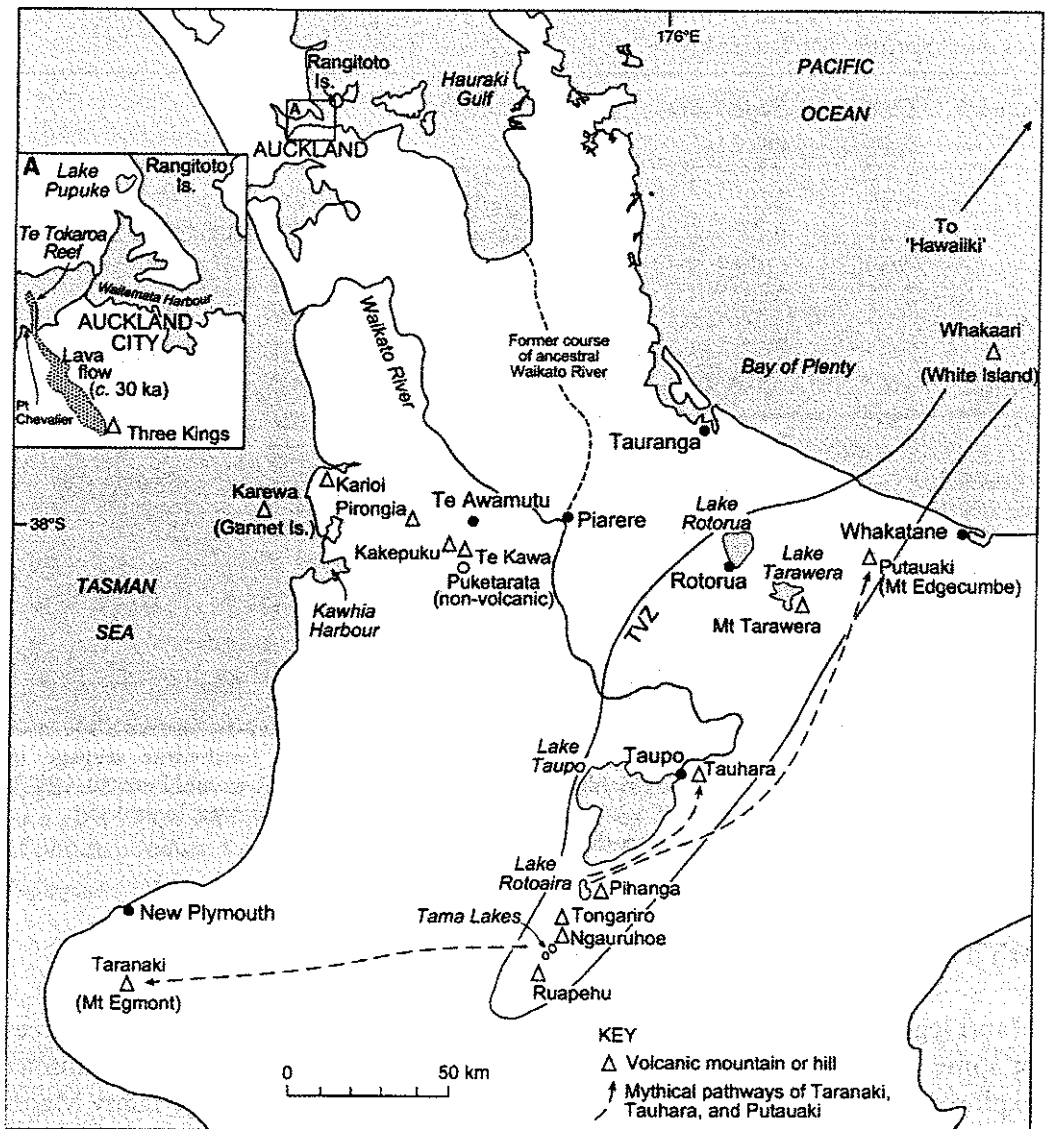 176°E
PACIFIC
OCEAN
Rangitoto
Is.
Hauraki
Gulf
A
AUCKLAND
To
'Hawaiiki'
A
Lake
Pupuke
Rangitoto
Is.
Te Tokaroa
Reef
Waitemata Harbour
AUCKLAND
CITY
Lava
flow
(c. 30 ka)
Pt
Chevalier
Three Kings
Waikato River
Former course
of ancestral
Waikato River
Whakaari
(White Island)
Bay of Plenty
Tauranga
Karioi
Karewa
(Gannet Is.)
Pirongia
Te Awamutu
Piarere
Lake
Rotorua
Whakatane
38°S
Kakepuku
Te Kawa
Puketarata
(non-volcanic)
Rotorua
Lake
Tarawera
Putauaki
(Mt Edgecumbe)
TASMAN
SEA
Kawhia
Harbour
TVZ
Mt Tarawera
Lake
Taupo
Taupo
Tauhara
Lake
Rotoaira
Pihanga
New Plymouth
Tama Lakes
Tongariro
Ngauruhoe
Taranaki
(Mt Egmont)
Ruapehu
KEY
Volcanic mountain or hill
Mythical pathways of Taranaki,
Tauhara, and Putauaki
0 50 km